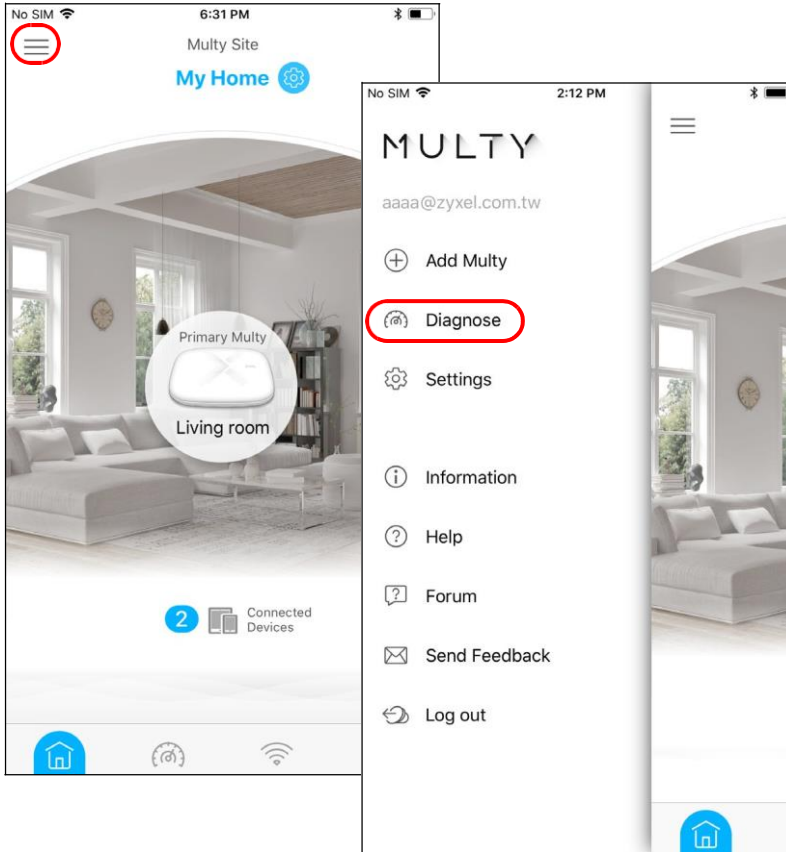 No SIM 6:31 PM
Multy Site
My Home
Primary Multy
Living room
2 Connected
Devices
No SIM 2:12 PM
MULTY
aaaa@zyxel.com.tw
Add Multy
Diagnose
Settings
Information
Help
Forum
Send Feedback
Log out